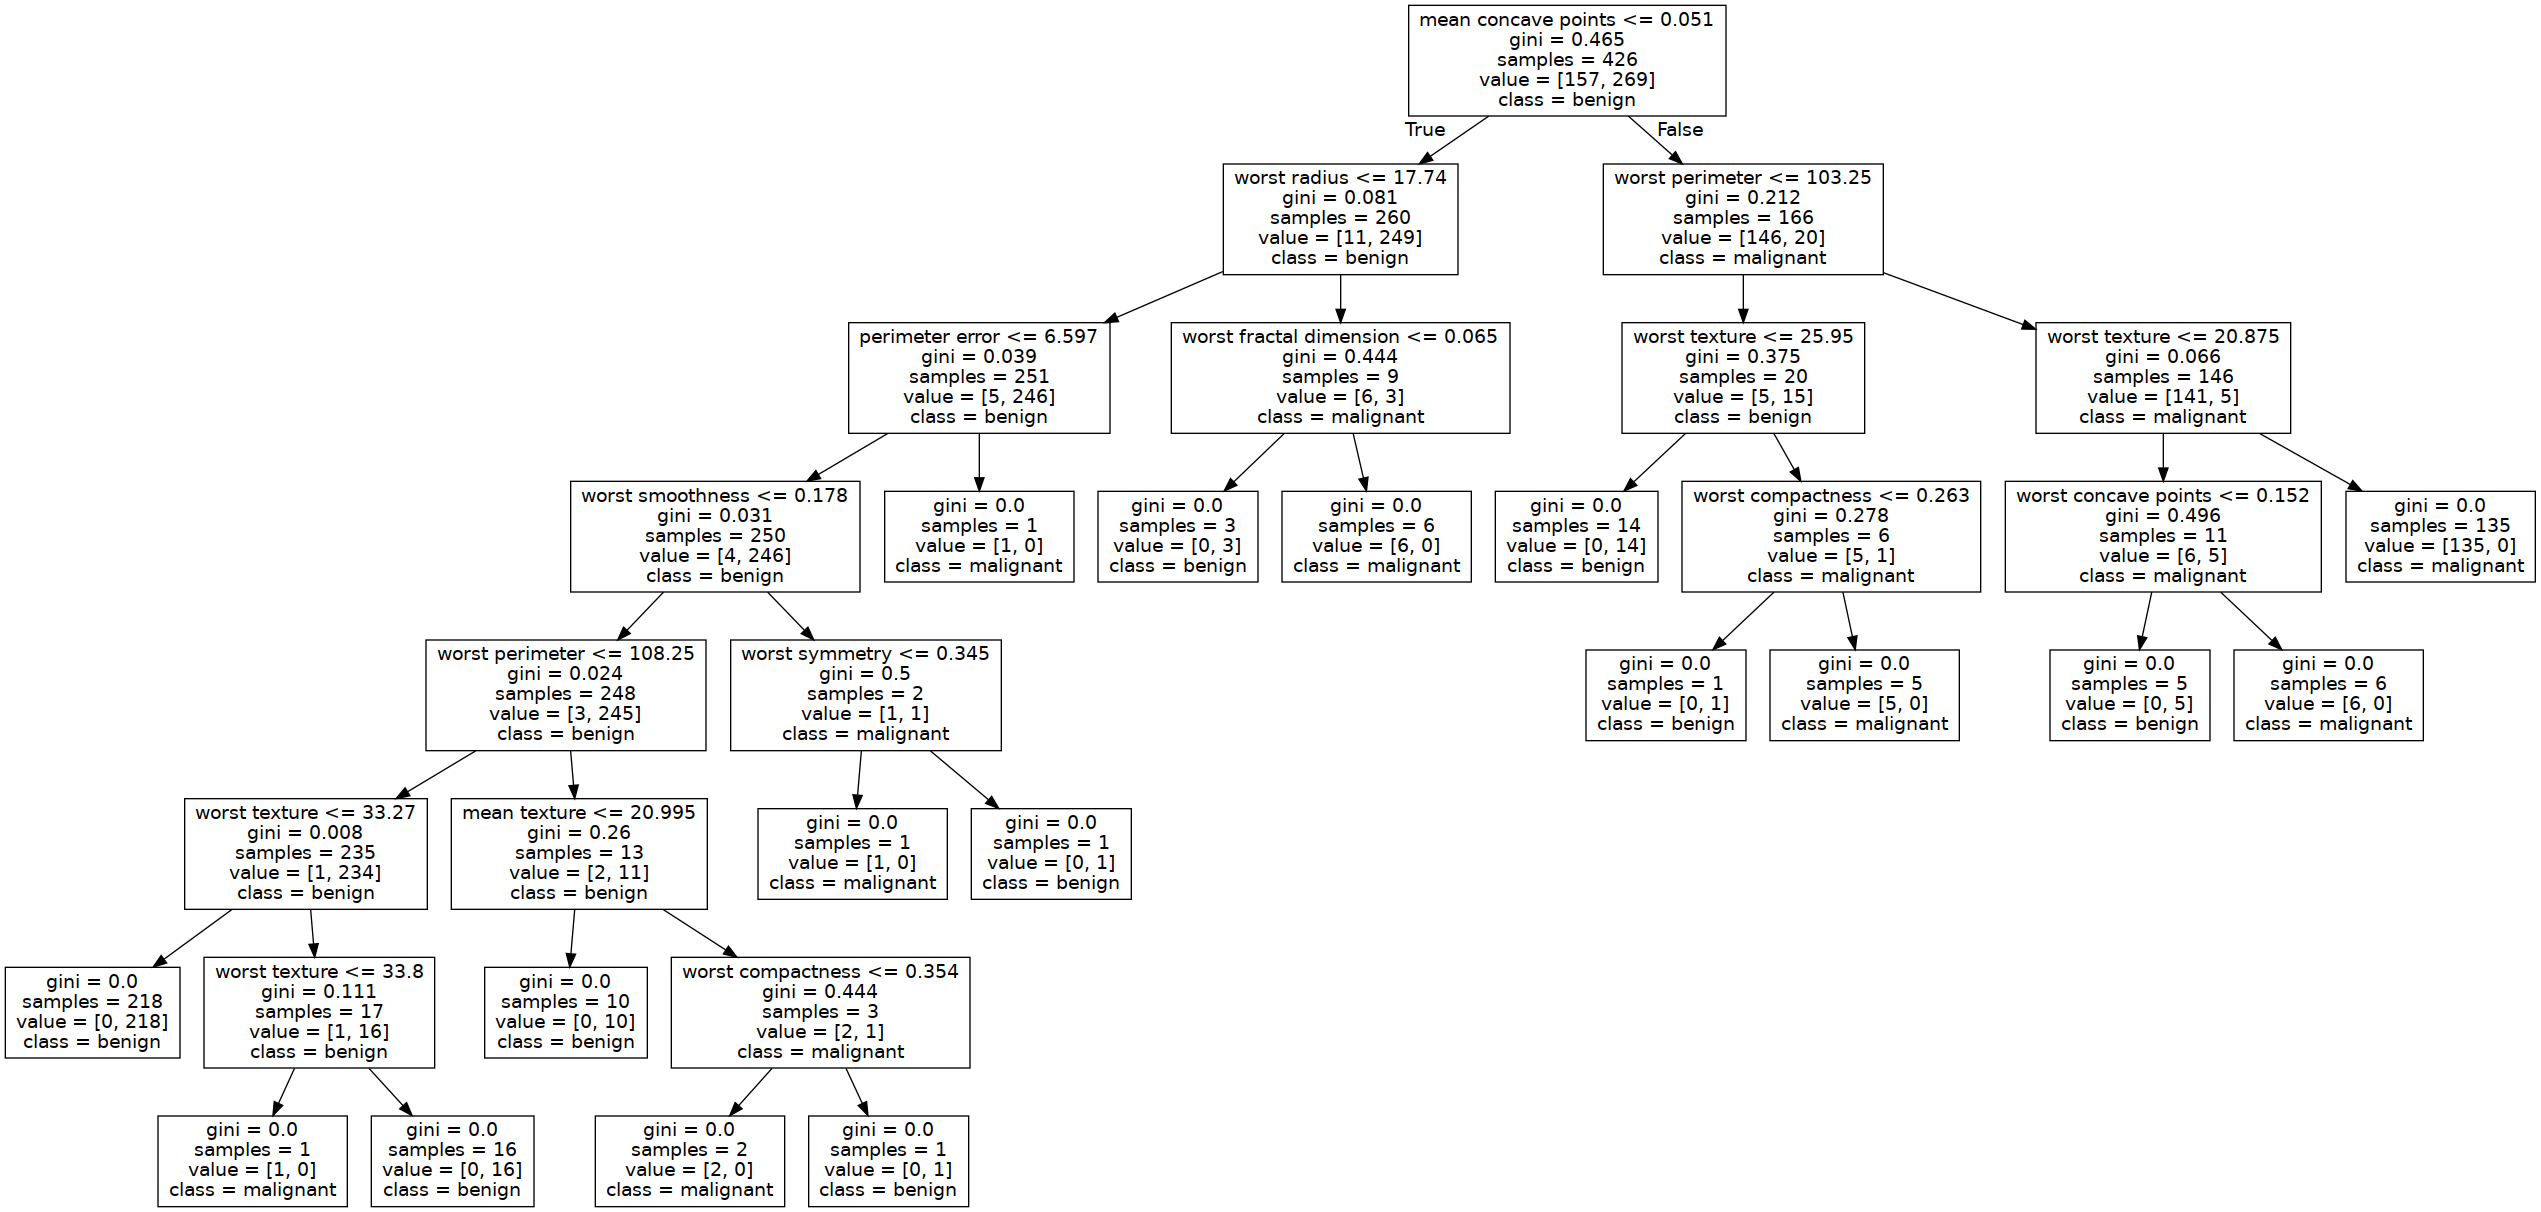 mean concave points <= 0.051
gini = 0.465
samples = 426
value = [157, 269]
class = benign
True
False
worst radius <= 17.74
gini = 0.081
samples = 260
value = [11, 249]
class = benign
worst perimeter <= 103.25
gini = 0.212
samples = 166
value = [146, 20]
class = malignant
perimeter error <= 6.597
gini = 0.039
samples = 251
value = [5, 246]
class = benign
worst fractal dimension <= 0.065
gini = 0.444
samples = 9
value = [6, 3]
class = malignant
worst texture <= 25.95
gini = 0.375
samples = 20
value = [5, 15]
class = benign
worst texture <= 20.875
gini = 0.066
samples = 146
value = [141, 5]
class = malignant
worst smoothness <= 0.178
gini = 0.031
samples = 250
value = [4, 246]
class = benign
gini = 0.0
samples = 1
value = [1, 0]
class = malignant
gini = 0.0
samples = 3
value = [0, 3]
class = benign
gini = 0.0
samples = 6
value = [6, 0]
class = malignant
gini = 0.0
samples = 14
value = [0, 14]
class = benign
worst compactness <= 0.263
gini = 0.278
samples = 6
value = [5, 1]
class = malignant
worst concave points <= 0.152
gini = 0.496
samples = 11
value = [6, 5]
class = malignant
gini = 0.0
samples = 135
value = [135, 0]
class = malignant
worst perimeter <= 108.25
gini = 0.024
samples = 248
value = [3, 245]
class = benign
worst symmetry <= 0.345
gini = 0.5
samples = 2
value = [1, 1]
class = malignant
gini = 0.0
samples = 1
value = [0, 1]
class = benign
gini = 0.0
samples = 5
value = [5, 0]
class = malignant
gini = 0.0
samples = 5
value = [0, 5]
class = benign
gini = 0.0
samples = 6
value = [6, 0]
class = malignant
worst texture <= 33.27
gini = 0.008
samples = 235
value = [1, 234]
class = benign
mean texture <= 20.995
gini = 0.26
samples = 13
value = [2, 11]
class = benign
gini = 0.0
samples = 1
value = [1, 0]
class = malignant
gini = 0.0
samples = 1
value = [0, 1]
class = benign
gini = 0.0
samples = 218
value = [0, 218]
class = benign
worst texture <= 33.8
gini = 0.111
samples = 17
value = [1, 16]
class = benign
gini = 0.0
samples = 10
value = [0, 10]
class = benign
worst compactness <= 0.354
gini = 0.444
samples = 3
value = [2, 1]
class = malignant
gini = 0.0
samples = 1
value = [1, 0]
class = malignant
gini = 0.0
samples = 16
value = [0, 16]
class = benign
gini = 0.0
samples = 2
value = [2, 0]
class = malignant
gini = 0.0
samples = 1
value = [0, 1]
class = benign